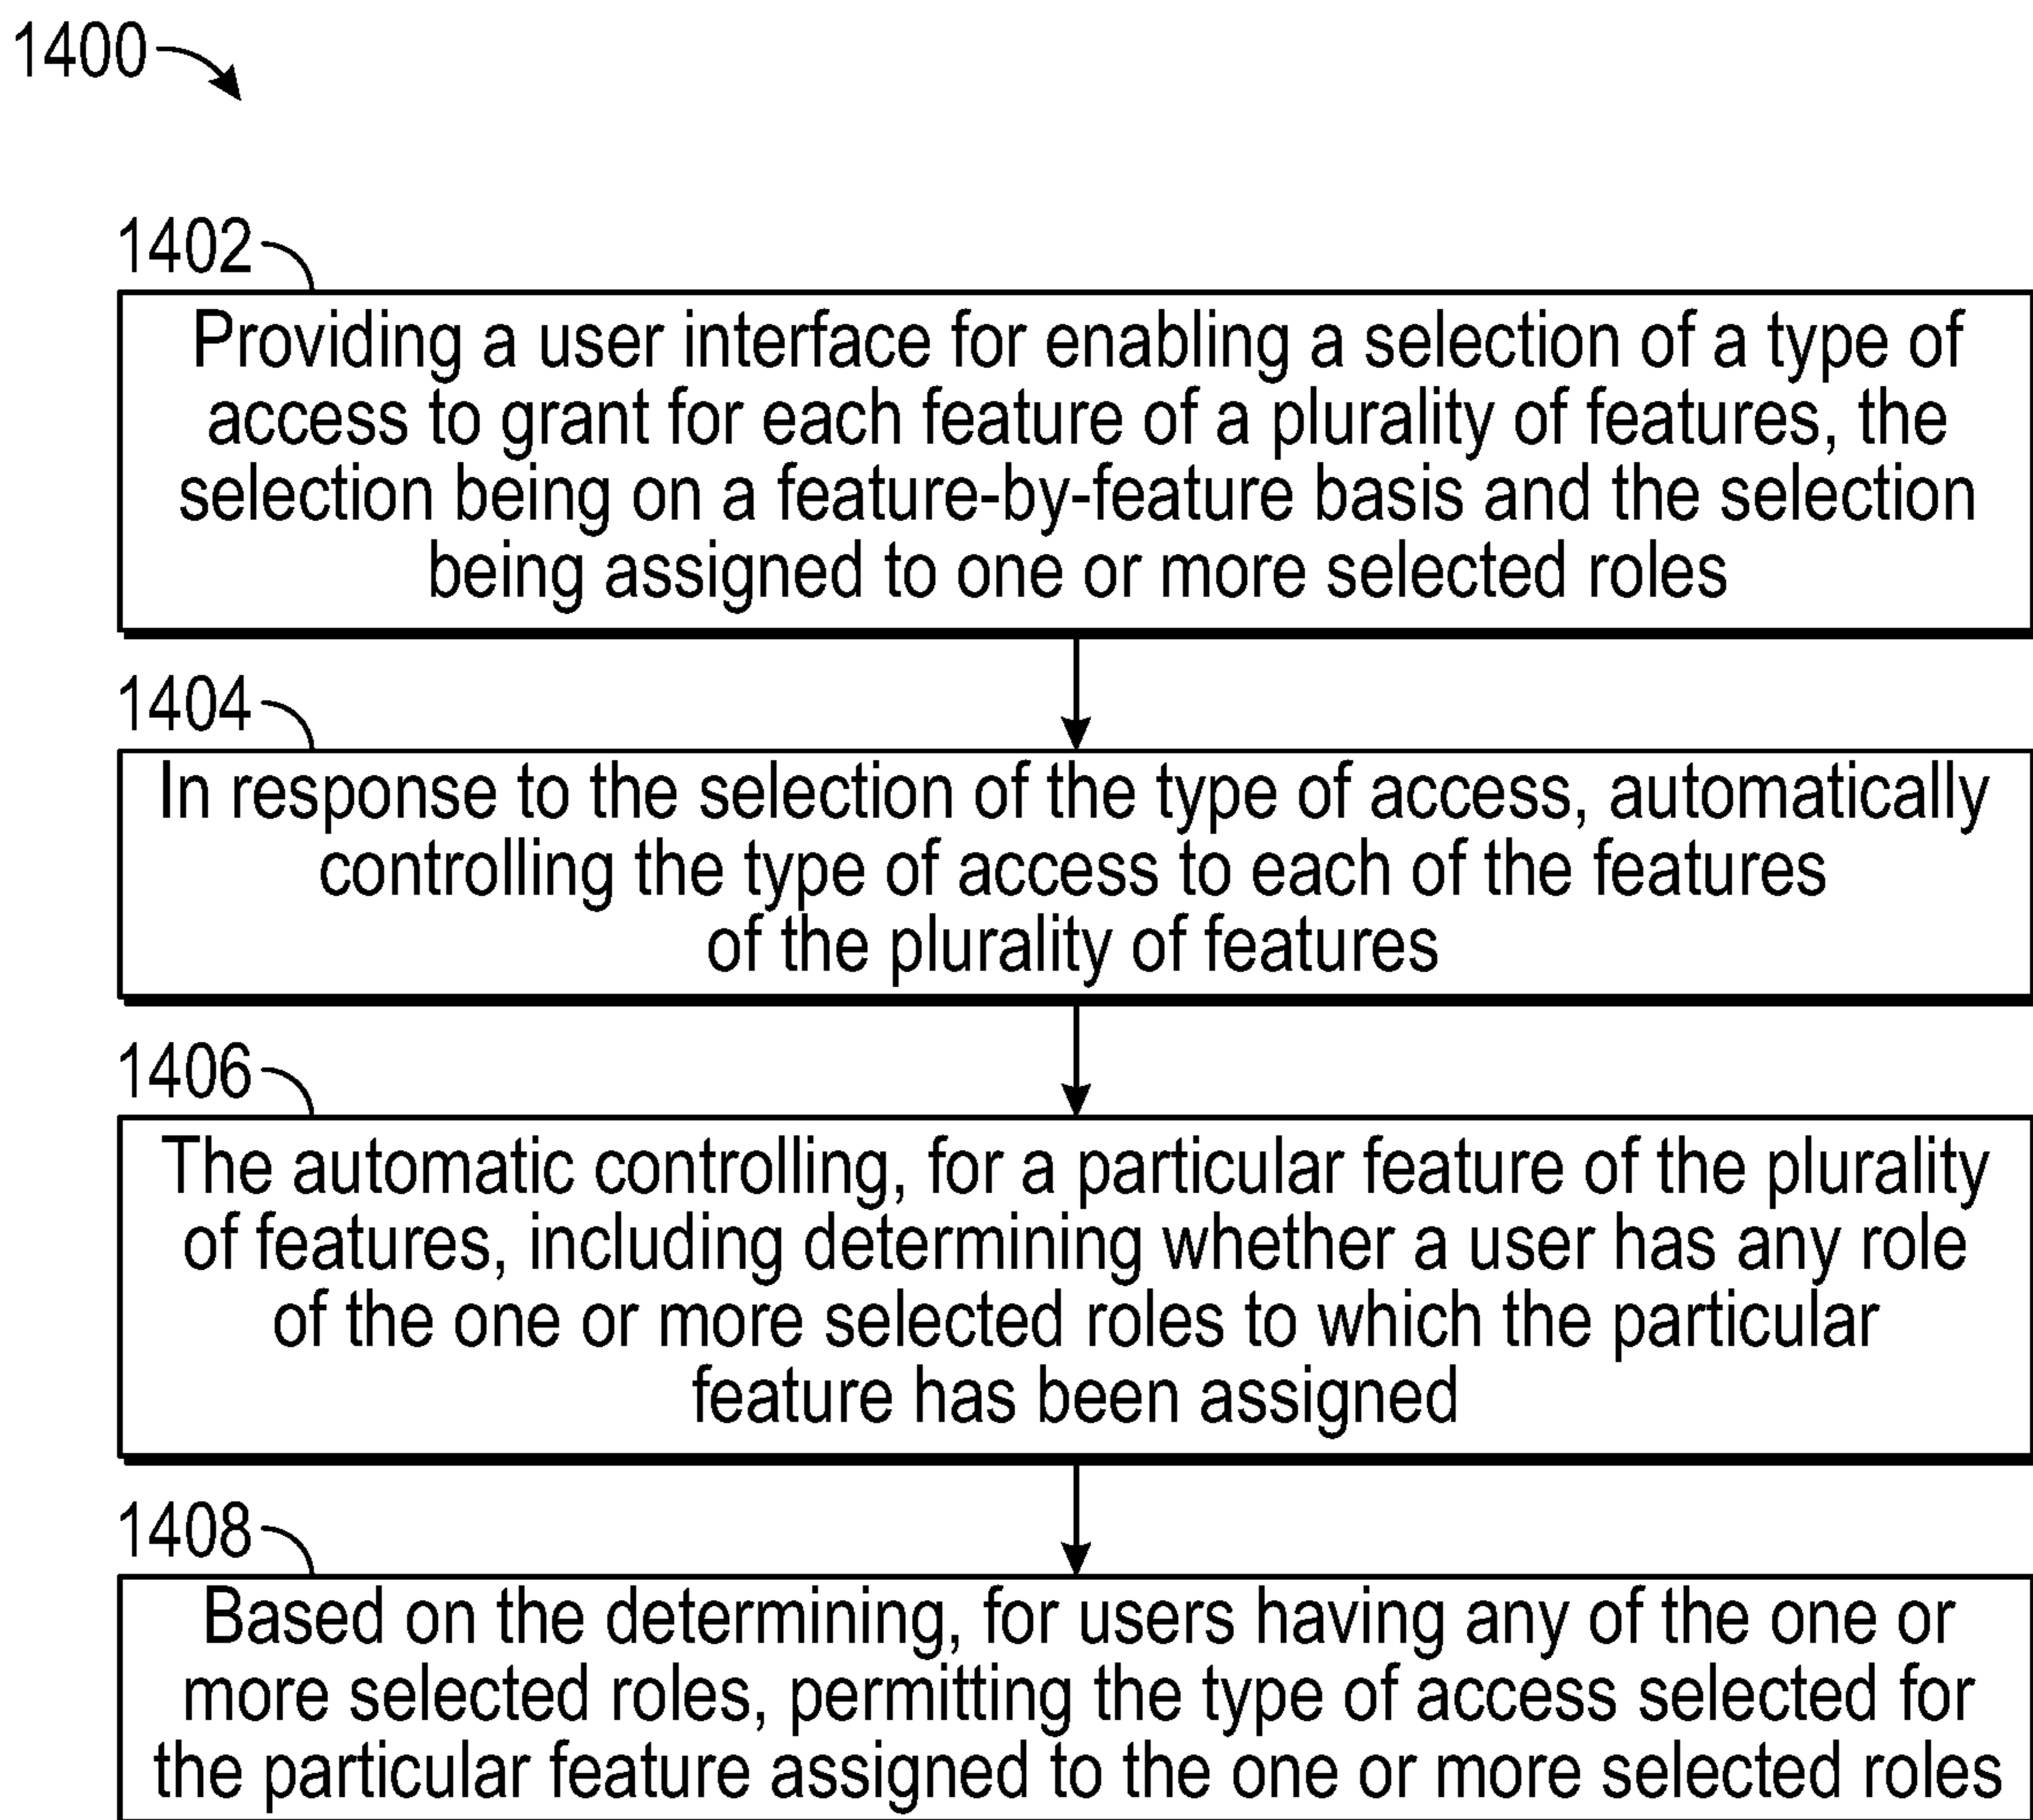 1400
1402
Providing a user interface for enabling a selection of a type of
access to grant for each feature of a plurality of features, the
selection being on a feature-by-feature basis and the selection
being assigned to one or more selected roles
1404
In response to the selection of the type of access, automatically
controlling the type of access to each of the features
of the plurality of features
1406
The automatic controlling, for a particular feature of the plurality
of features, including determining whether a user has any role
of the one or more selected roles to which the particular
feature has been assigned
1408
Based on the determining, for users having any of the one or
more selected roles, permitting the type of access selected for
the particular feature assigned to the one or more selected roles